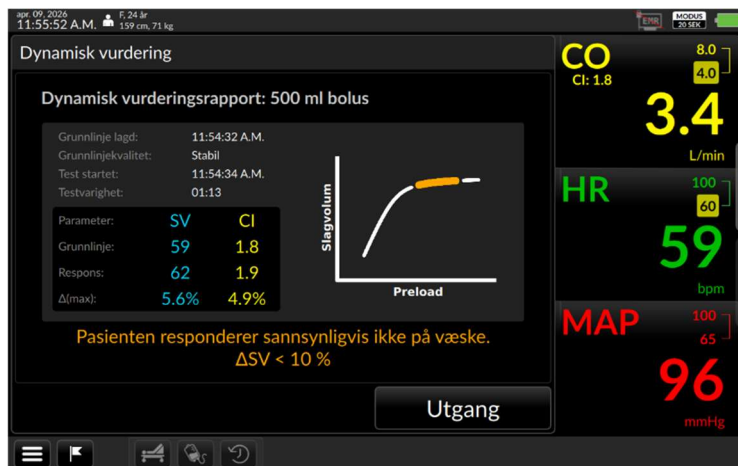 apr. 09, 2026
11:55:52 A.M.
F, 24 år
159 cm, 71 kg
EMR
MODUS
20 SEK
Dynamisk vurdering
Dynamisk vurderingsrapport: 500 ml bolus
Grunnlinje lagd: 11:54:32 A.M.
Grunnlinjekvalitet: Stabil
Test startet: 11:54:34 A.M.
Testvarighet: 01:13
Parameter: SV CI
Grunnlinje: 59 1.8
Respons: 62 1.9
Δ(max): 5.6% 4.9%
Slagvolum
Preload
Pasienten responderer sannsynligvis ikke på væske.
ΔSV < 10 %
Utgang
CO
CI: 1.8
8.0
4.0
3.4
L/min
HR
100
60
59
bpm
MAP
100
65
96
mmHg